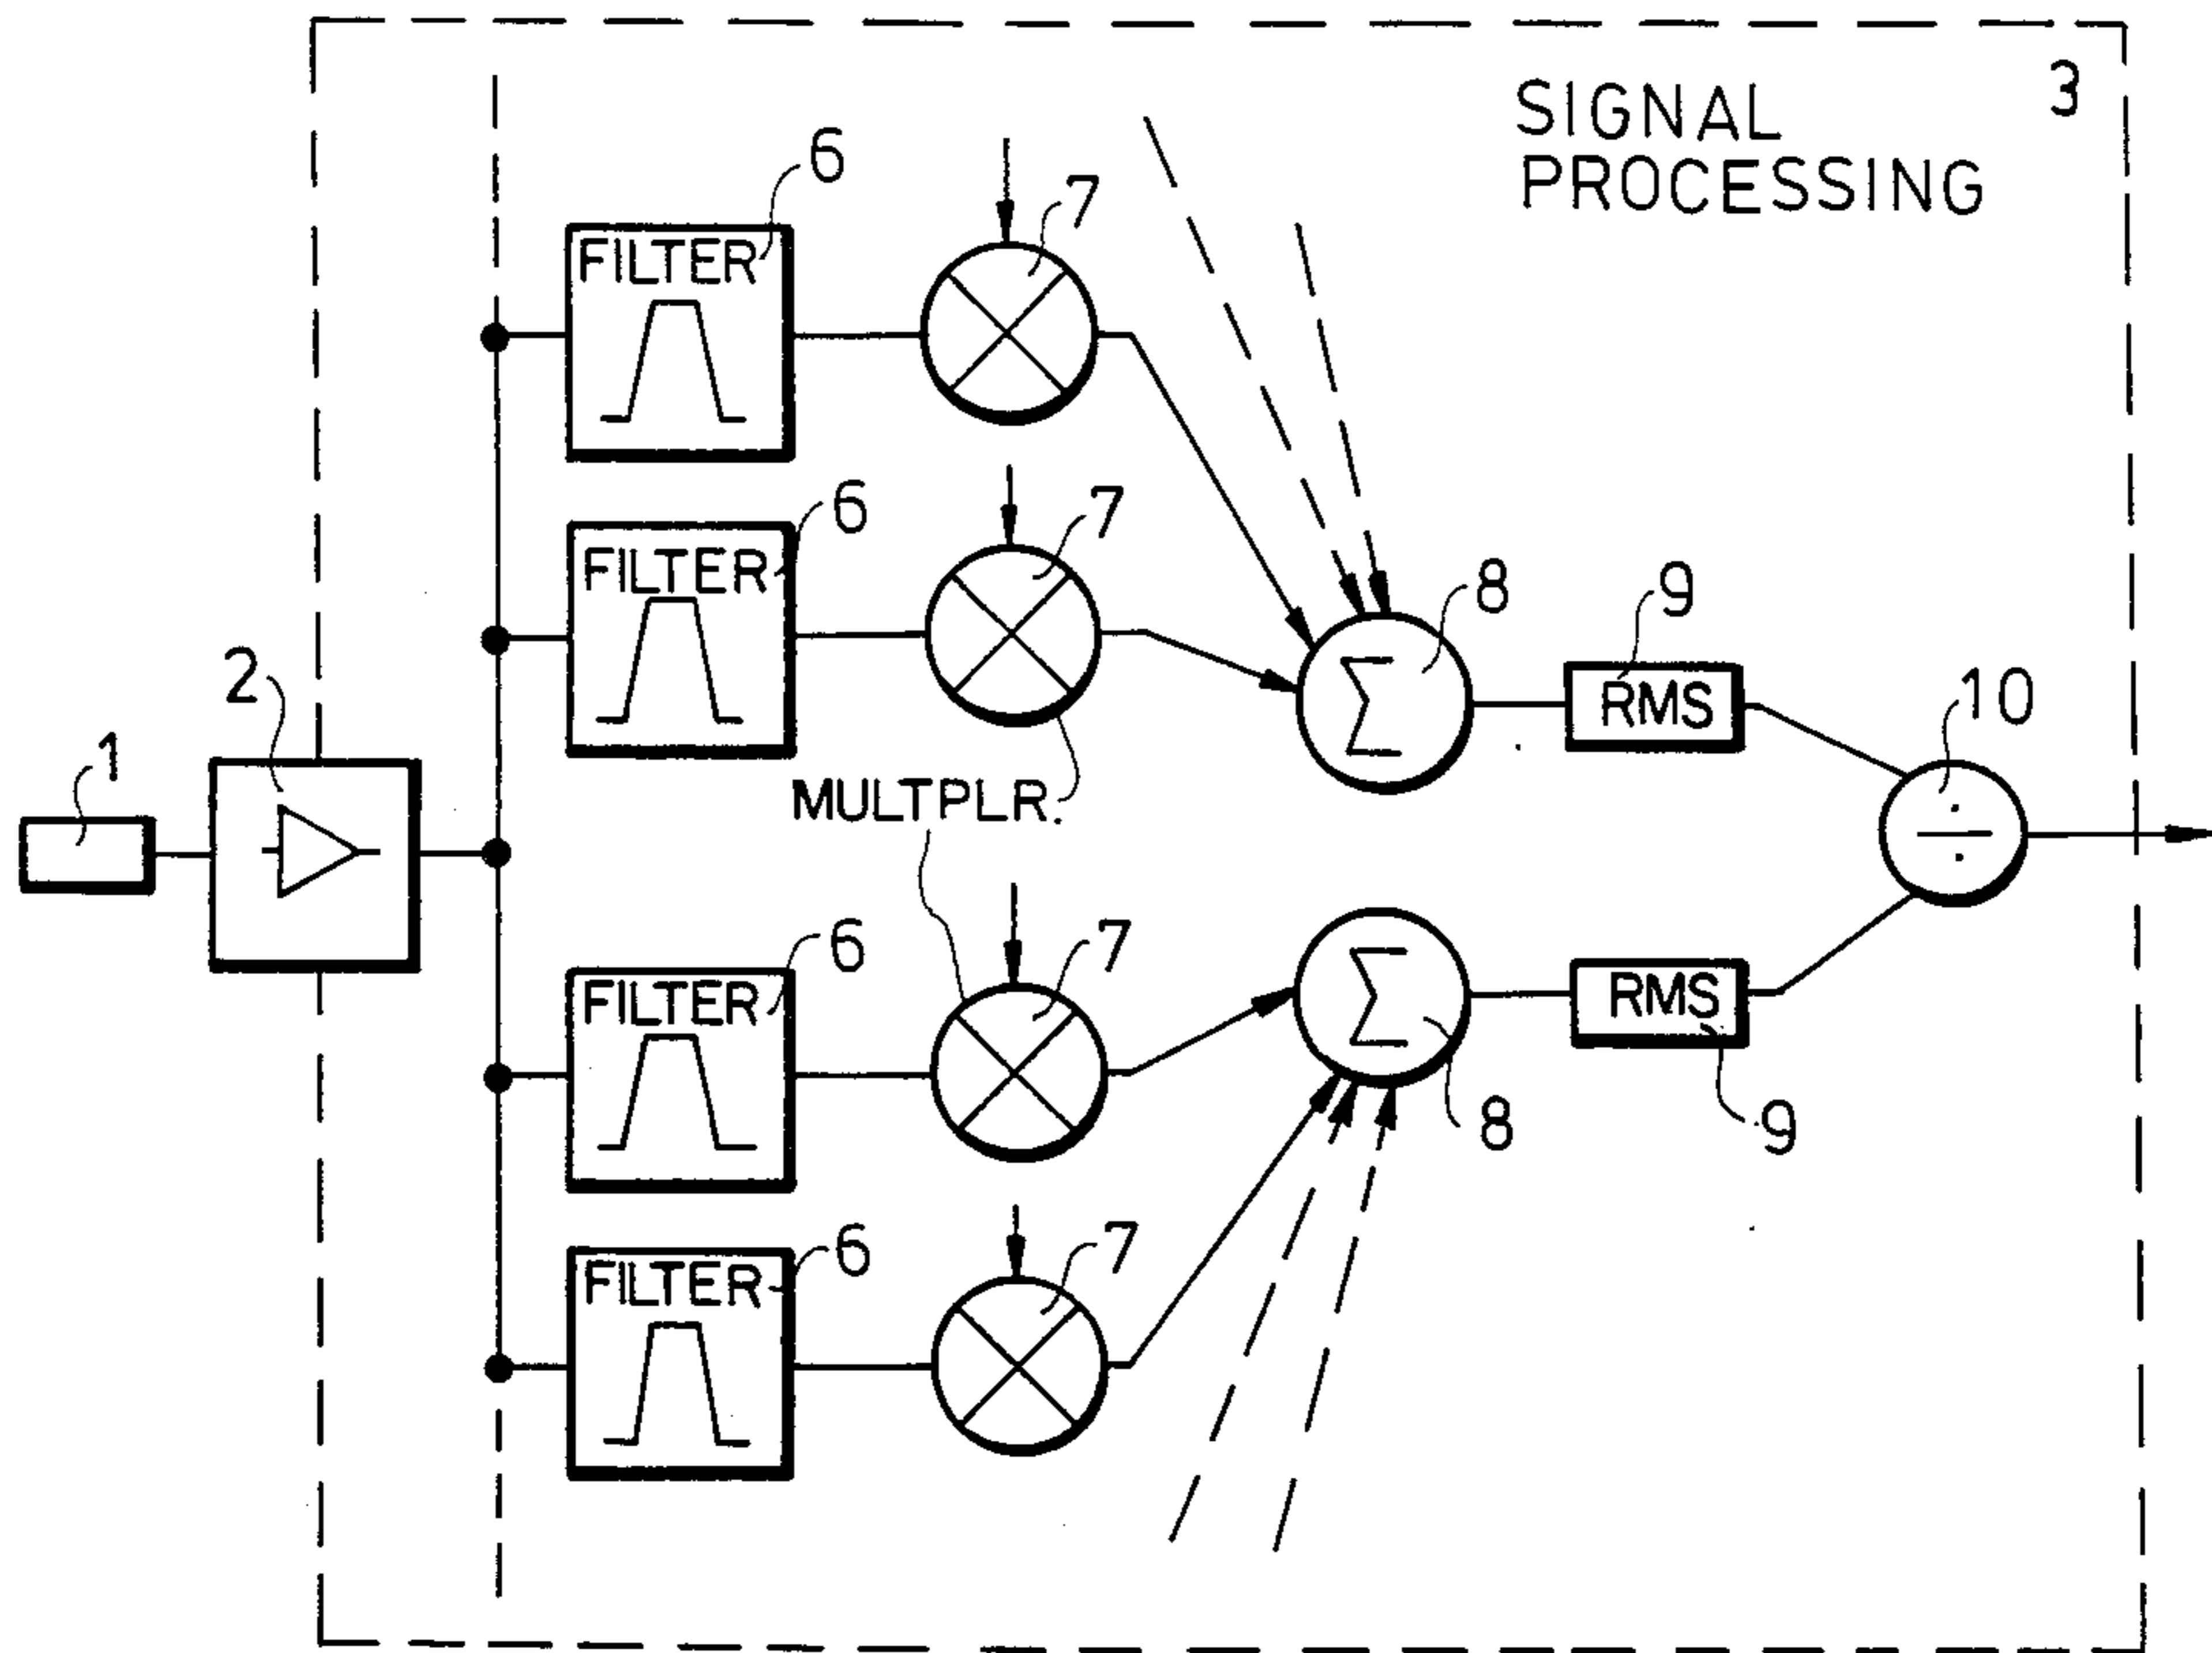 3
SIGNAL
PROCESSING
6
7
FILTER
6
7
FILTER
8
9
Σ
RMS
2
10
1
MULTPLR.
÷
6
7
FILTER
Σ
RMS
8
9
6
7
FILTER